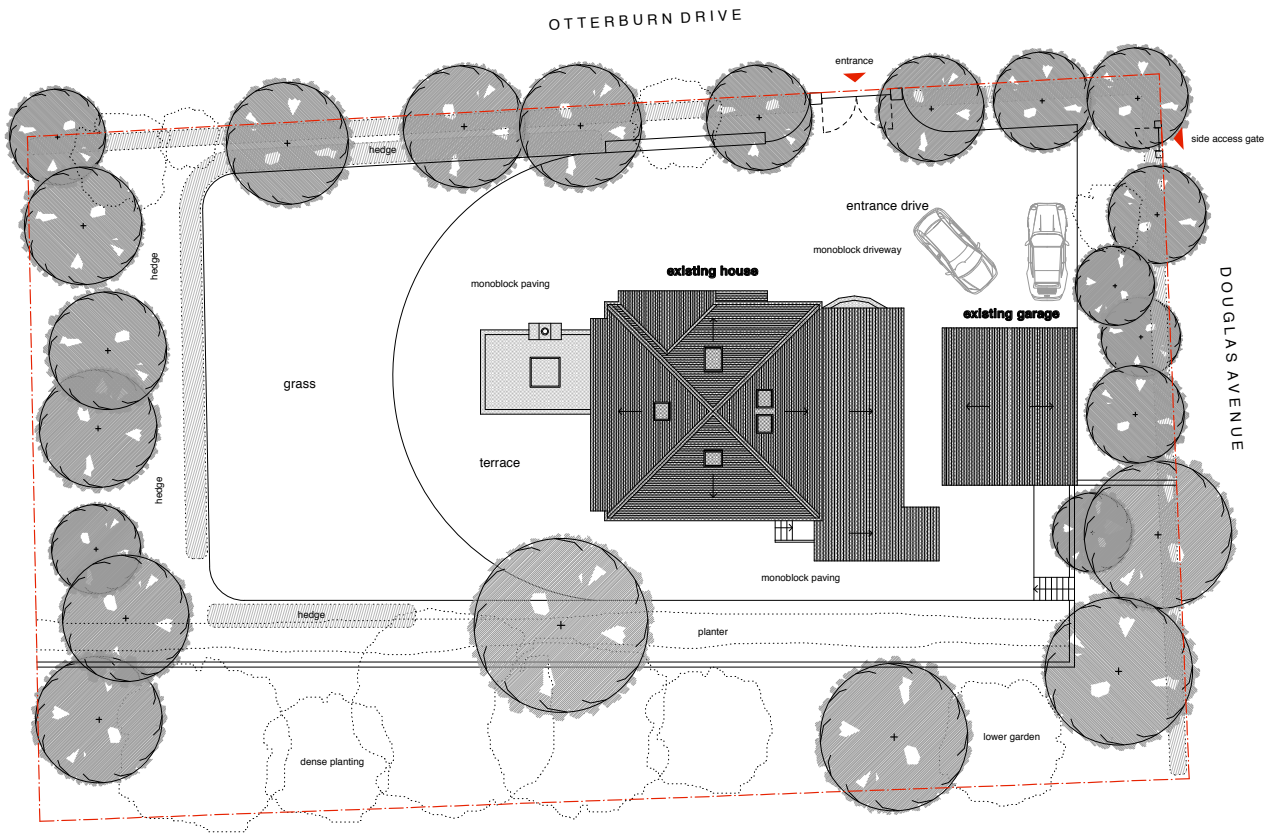 OTTERBURN DRIVE
entrance
side access gate
hedge
entrance drive
monoblock driveway
hedge
existing house
monoblock paving
existing garage
DOUGLAS AVENUE
grass
terrace
hedge
monoblock paving
hedge
planter
lower garden
dense planting